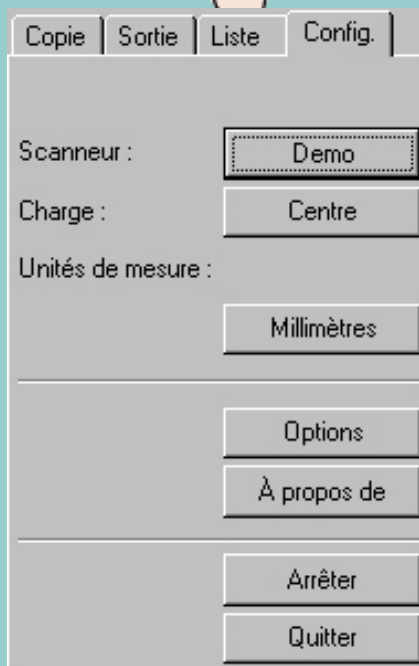 Copie Sortie Liste Config.
Scanneur : Demo
Charge : Centre
Unités de mesure :
Millimètres
Options
À propos de
Arrêter
Quitter